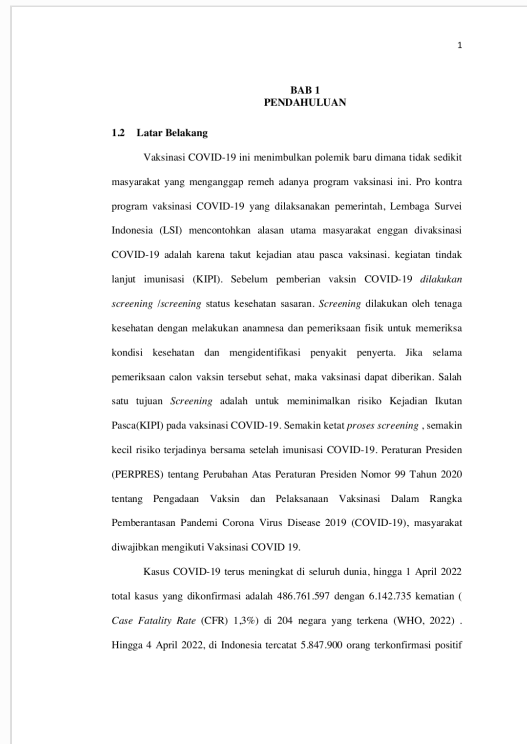 1
BAB 1
PENDAHULUAN
1.2 Latar Belakang
Vaksinasi COVID-19 ini menimbulkan polemik baru dimana tidak sedikit
masyarakat yang menganggap remeh adanya program vaksinasi ini. Pro kontra
program vaksinasi COVID-19 yang dilaksanakan pemerintah, Lembaga Survei
Indonesia (LSI) mencontohkan alasan utama masyarakat enggan divaksinasi
COVID-19 adalah karena takut kejadian atau pasca vaksinasi. kegiatan tindak
lanjut imunisasi (KIPI). Sebelum pemberian vaksin COVID-19 dilakukan
screening /screening status kesehatan sasaran. Screening dilakukan oleh tenaga
kesehatan dengan melakukan anamnesa dan pemeriksaan fisik untuk memeriksa
kondisi kesehatan dan mengidentifikasi penyakit penyerta. Jika selama
pemeriksaan calon vaksin tersebut sehat, maka vaksinasi dapat diberikan. Salah
satu tujuan Screening adalah untuk meminimalkan risiko Kejadian Ikutan
Pasca(KIPI) pada vaksinasi COVID-19. Semakin ketat proses screening , semakin
kecil risiko terjadinya bersama setelah imunisasi COVID-19. Peraturan Presiden
(PERPRES) tentang Perubahan Atas Peraturan Presiden Nomor 99 Tahun 2020
tentang Pengadaan Vaksin dan Pelaksanaan Vaksinasi Dalam Rangka
Pemberantasan Pandemi Corona Virus Disease 2019 (COVID-19), masyarakat
diwajibkan mengikuti Vaksinasi COVID 19.
Kasus COVID-19 terus meningkat di seluruh dunia, hingga 1 April 2022
total kasus yang dikonfirmasi adalah 486.761.597 dengan 6.142.735 kematian (
Case Fatality Rate (CFR) 1,3%) di 204 negara yang terkena (WHO, 2022) .
Hingga 4 April 2022, di Indonesia tercatat 5.847.900 orang terkonfirmasi positif